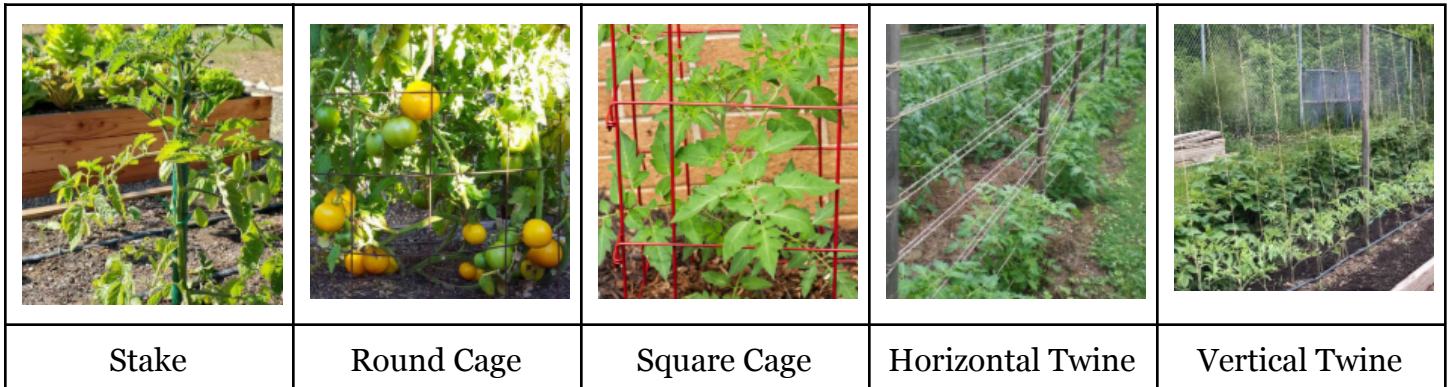 Stake
Round Cage
Square Cage
Horizontal Twine
Vertical Twine